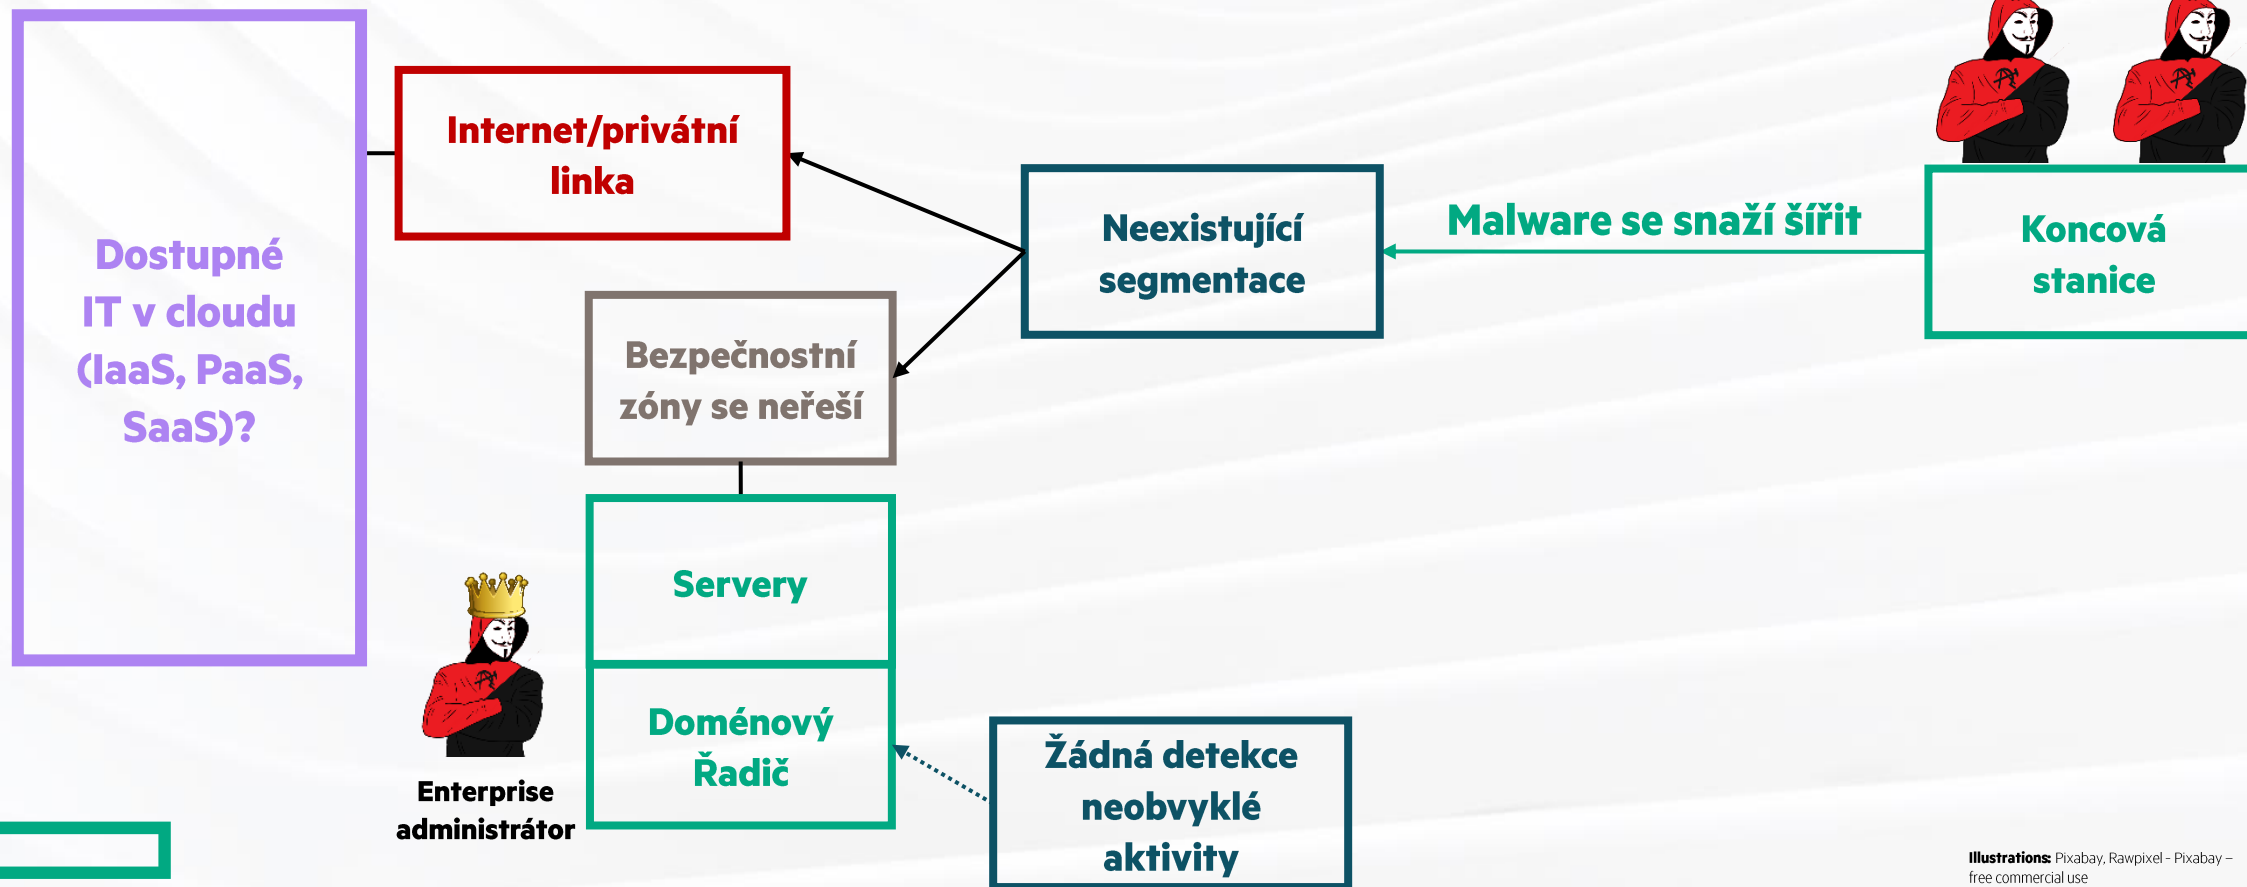 Dostupné
IT v cloudu
(IaaS, PaaS,
SaaS)?
Internet/privátní
linka
Neexistující
segmentace
Malware se snaží šířit
Koncová
stanice
Bezpečnostní
zóny se neřeší
Servery
Doménový
Řadič
Enterprise
administrátor
Žádná detekce
neobvyklé
aktivity
Illustrations: Pixabay, Rawpixel - Pixabay –
free commercial use